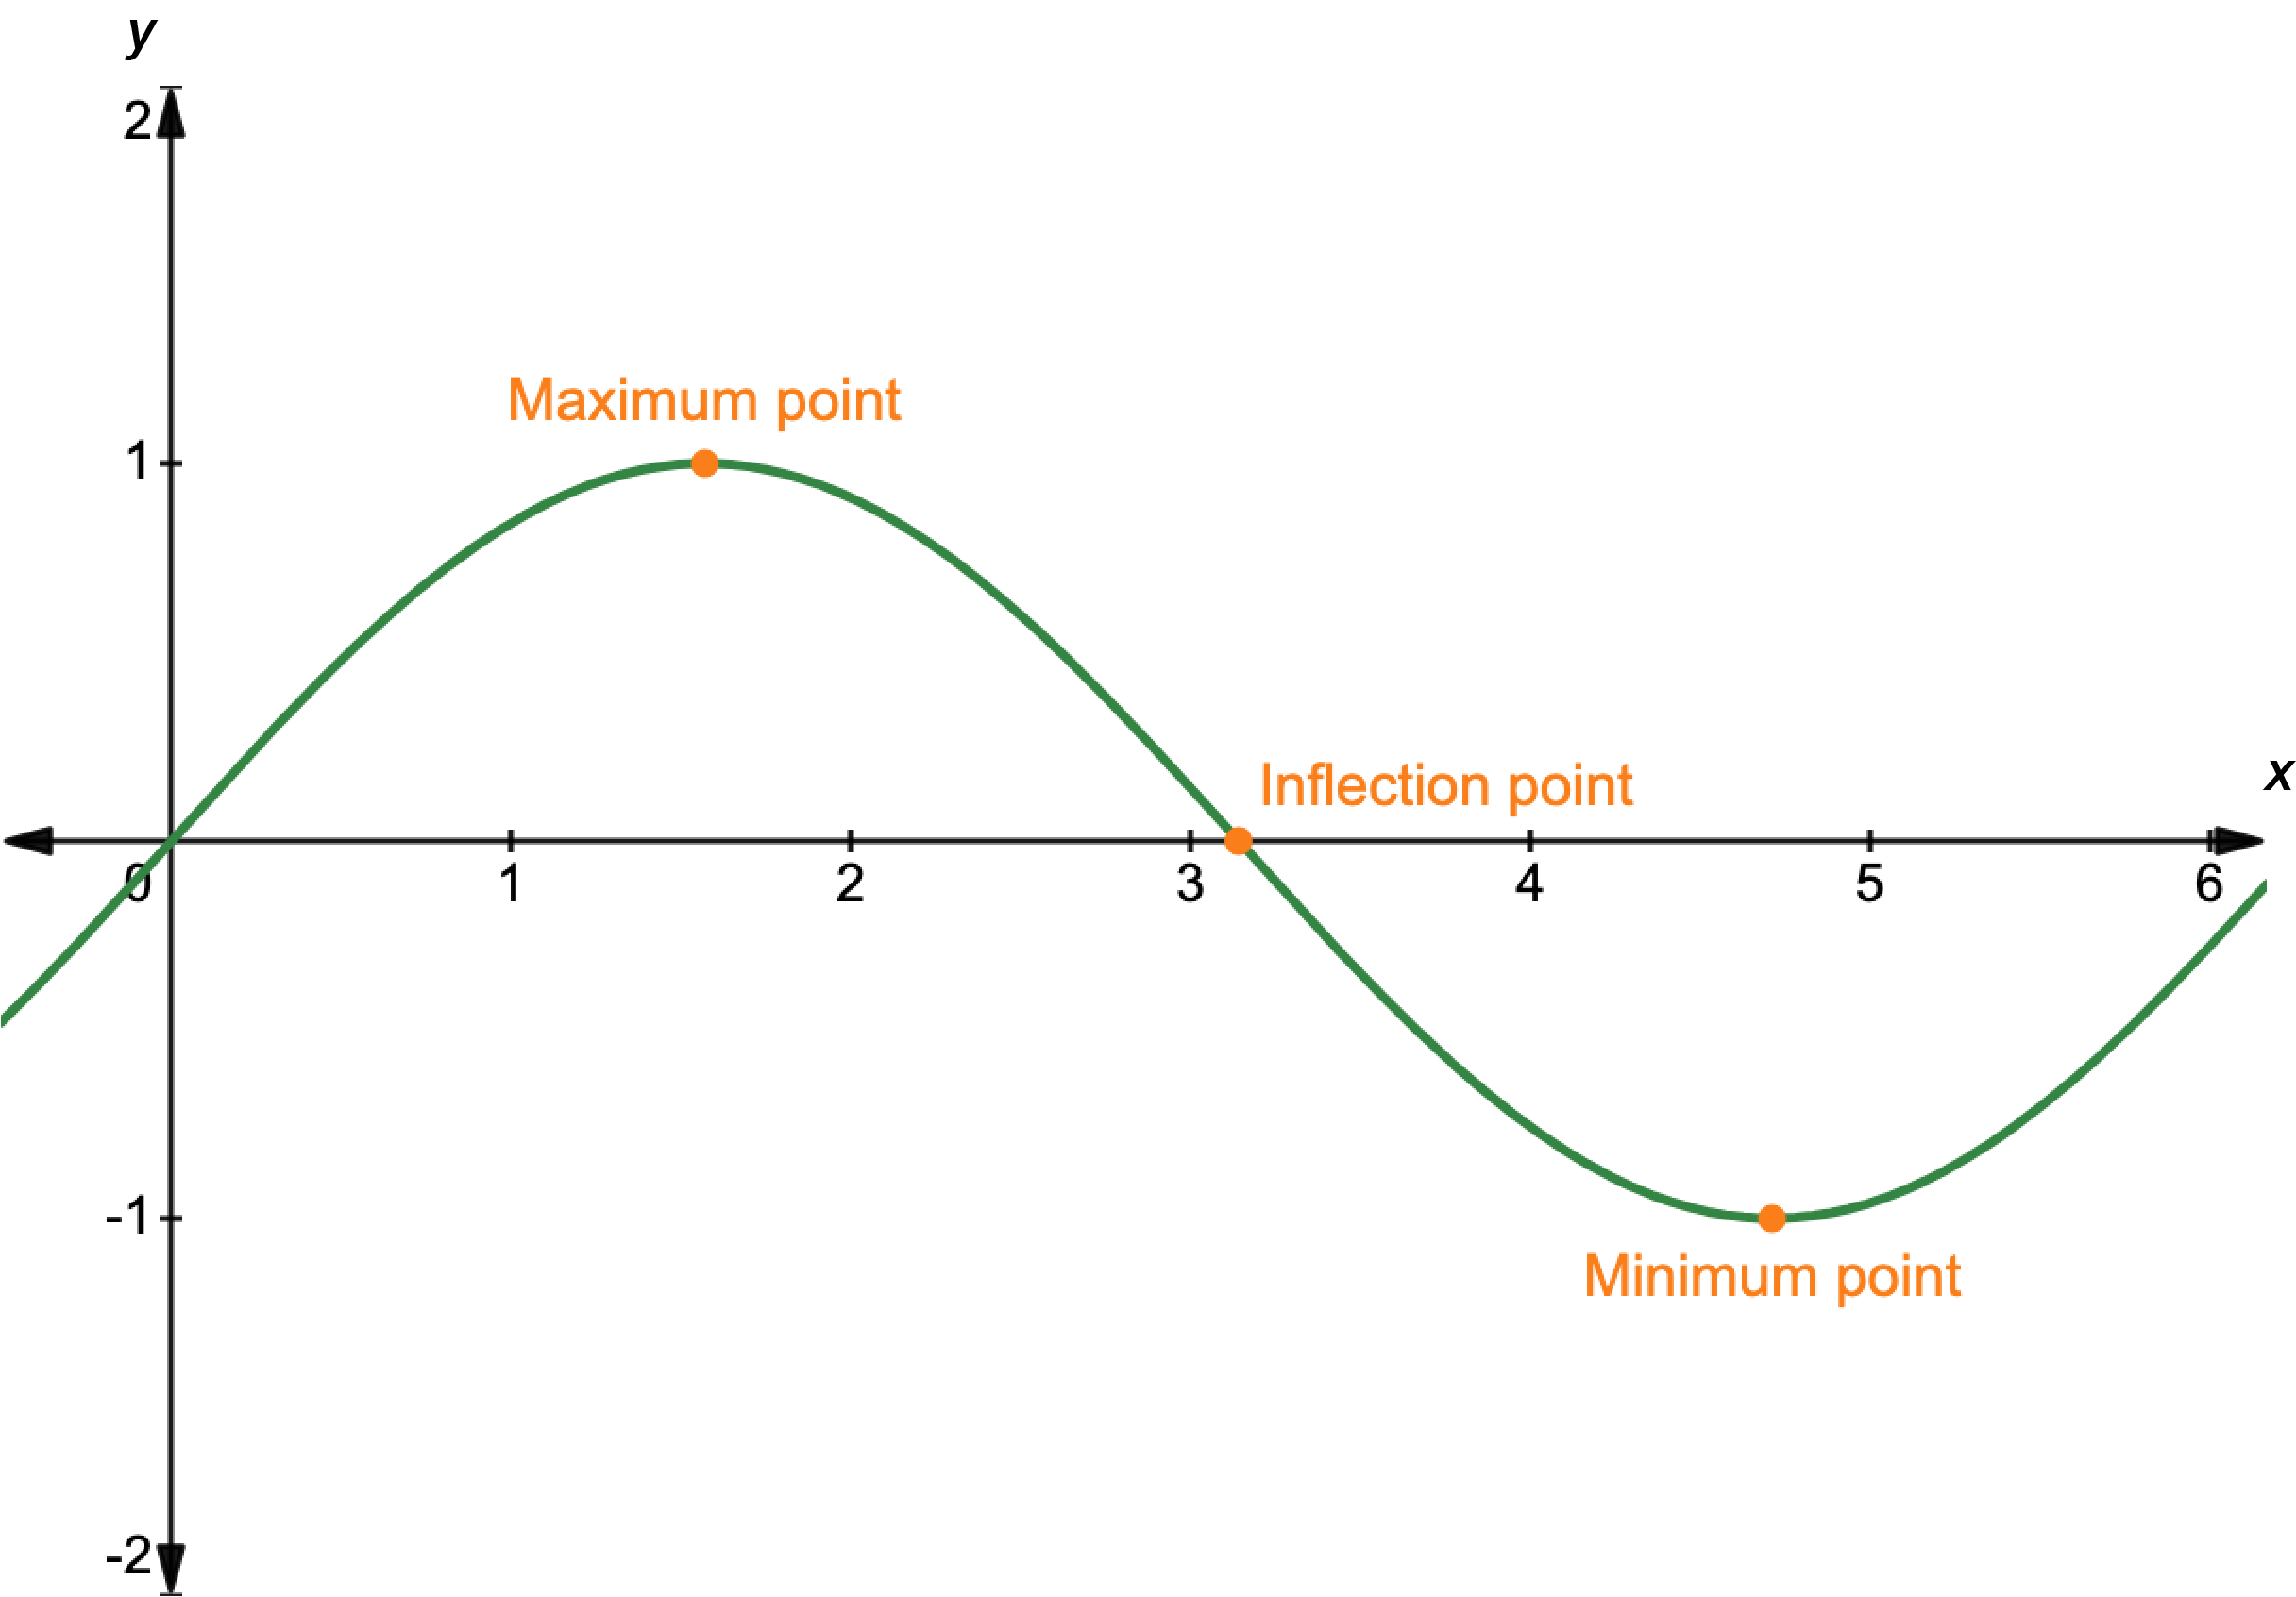 y
2
Maximum point
1
Inflection point
x
0 1 2 3 4 5 6
-1
Minimum point
-2